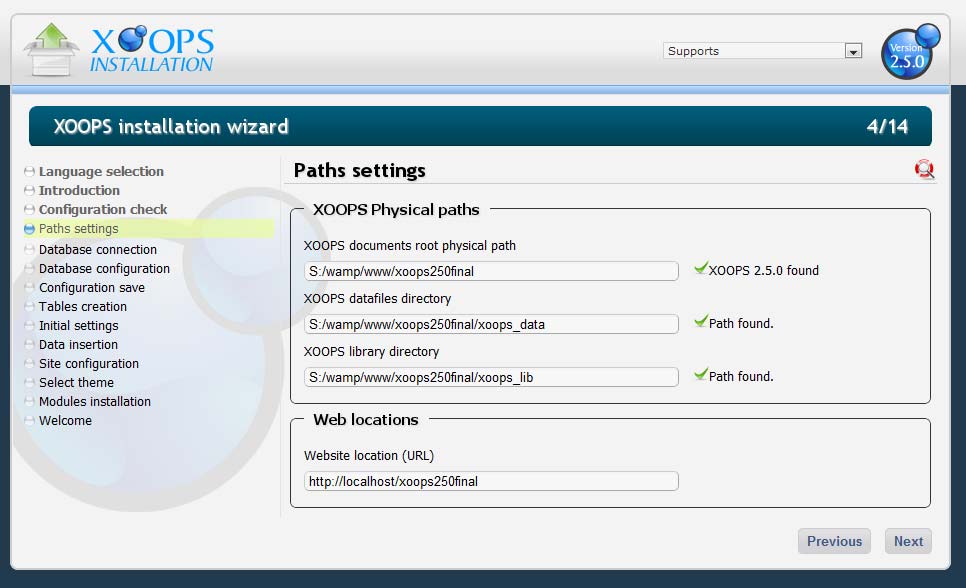 XOOPS
INSTALLATION
Supports
Version
2.5.0
XOOPS installation wizard 4/14
Language selection
Introduction
Configuration check
Paths settings
Database connection
Database configuration
Configuration save
Tables creation
Initial settings
Data insertion
Site configuration
Select theme
Modules installation
Welcome
Paths settings
XOOPS Physical paths
XOOPS documents root physical path
S:/wamp/www/xoops250final XOOPS 2.5.0 found
XOOPS datafiles directory
S:/wamp/www/xoops250final/xoops_data Path found.
XOOPS library directory
S:/wamp/www/xoops250final/xoops_lib Path found.
Web locations
Website location (URL)
http://localhost/xoops250final
Previous Next